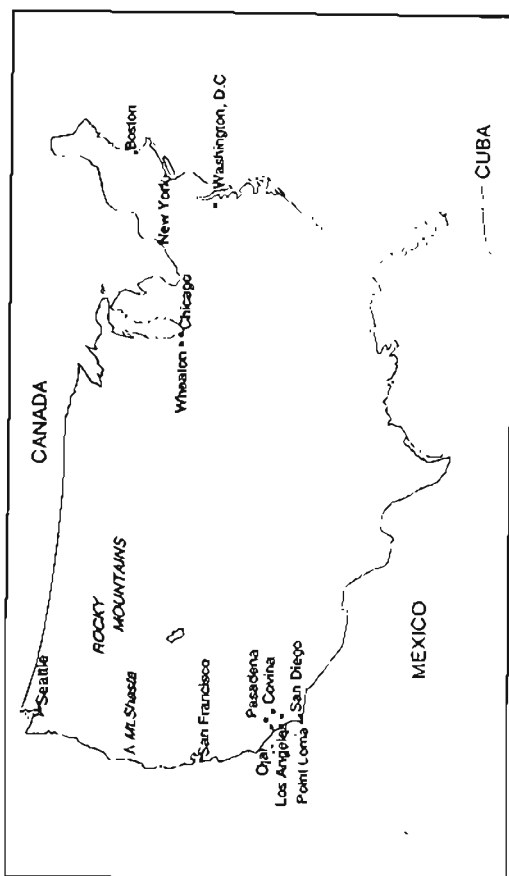 CANADA
Seattle
ROCKY
MOUNTAINS
Mt.Shasta
Boston
New York
Wheaton
Chicago
Washington, D.C
San Francisco
Pasadena
Covina
Ojai
Los Angeles
San Diego
Point Loma
MEXICO
CUBA